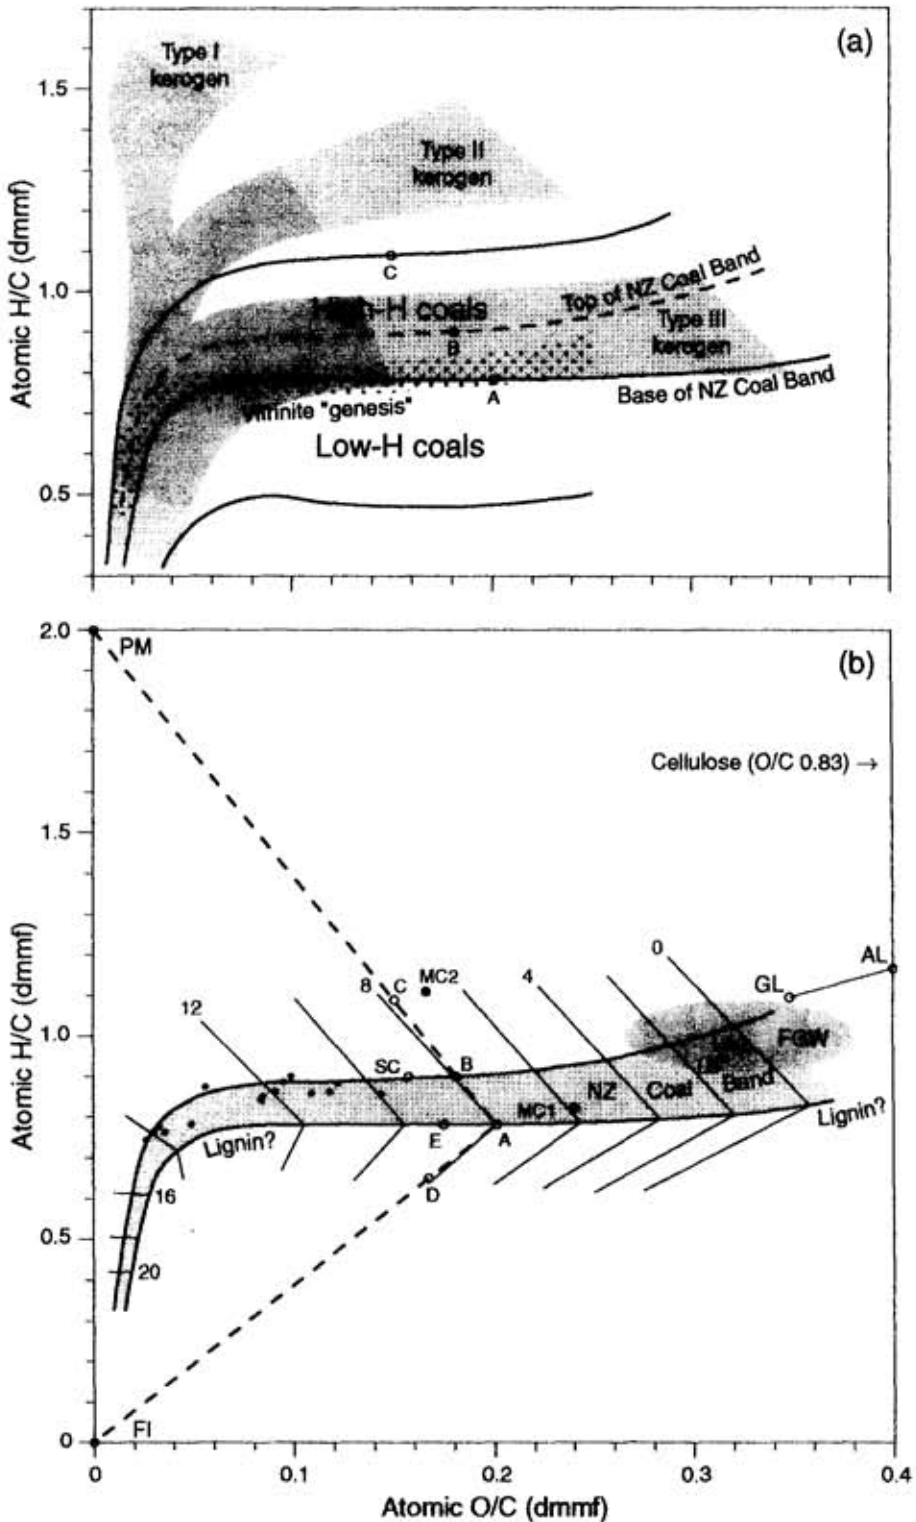 (a)
Type I
kerogen
1.5
Type II
kerogen
C
Atomic H/C (dmmf)
1.0
High-H coals
Top of NZ Coal Band
B
Type III
kerogen
A
Base of NZ Coal Band
Vitrinite "genesis"
Low-H coals
0.5
2.0
PM
(b)
Cellulose (O/C 0.83) →
1.5
Atomic H/C (dmmf)
0
AL
8
C
MC2
4
GL
12
1.0
SC
B
FGW
NZ Coal Band
MC1
Lignin?
E
A
Lignin?
D
16
0.5
20
FI
0
0
0.1
0.2
0.3
0.4
Atomic O/C (dmmf)